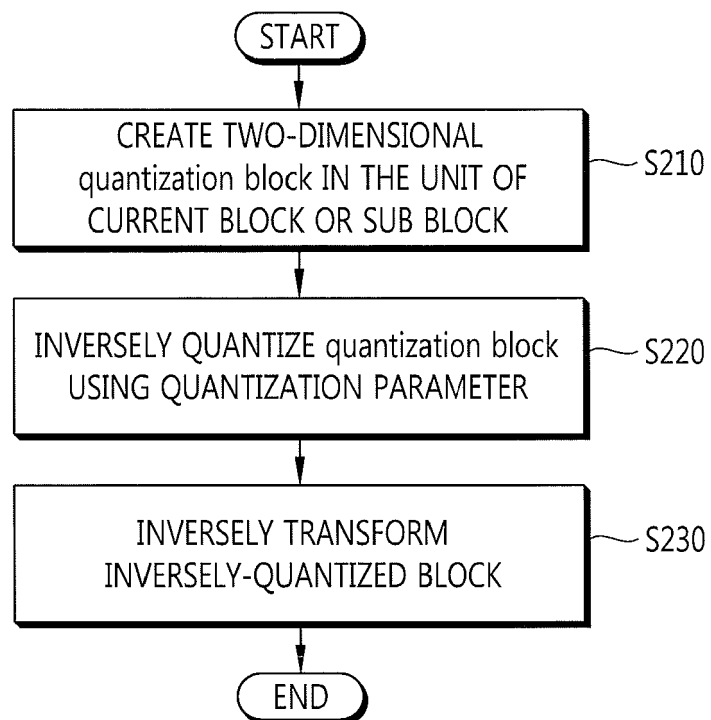 START
CREATE TWO-DIMENSIONAL
quantization block IN THE UNIT OF
CURRENT BLOCK OR SUB BLOCK
S210
INVERSELY QUANTIZE quantization block
USING QUANTIZATION PARAMETER
S220
INVERSELY TRANSFORM
INVERSELY-QUANTIZED BLOCK
S230
END